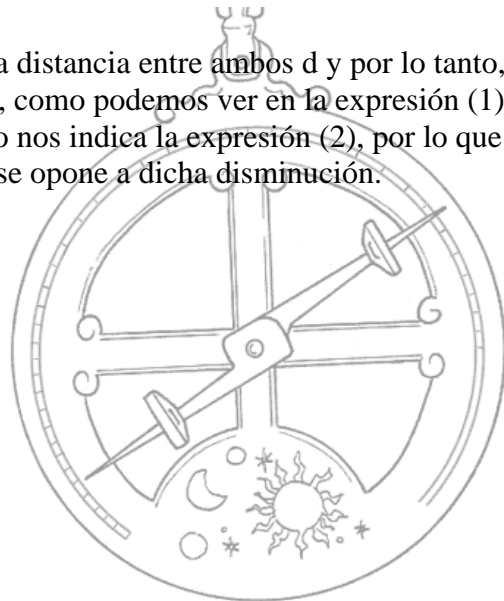 a distancia entre ambos d y por lo tanto,
, como podemos ver en la expresión (1)
o nos indica la expresión (2), por lo que
se opone a dicha disminución.